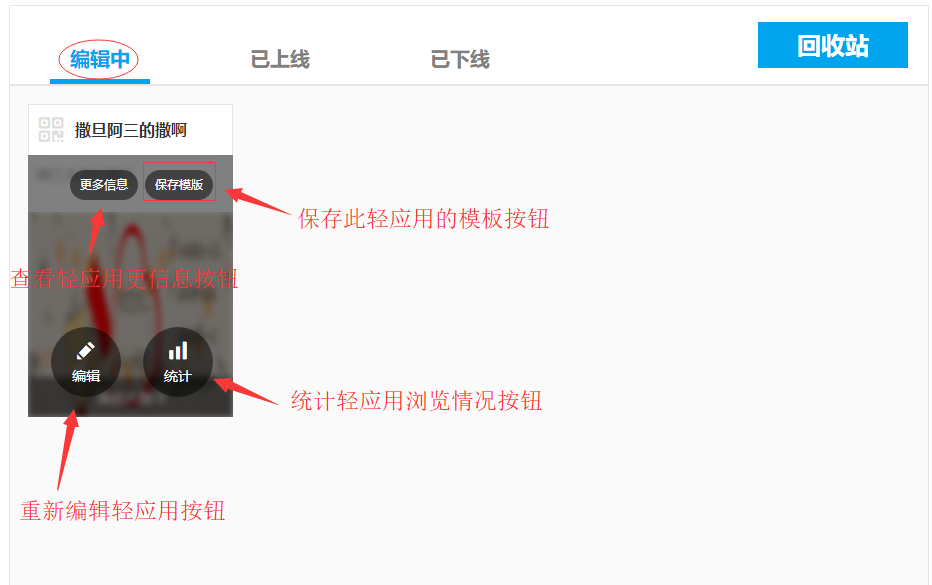 编辑中
已上线
已下线
回收站
撒旦阿三的撒啊
更多信息
保存模版
保存此轻应用的模板按钮
查看轻应用更信息按钮
编辑
统计
统计轻应用浏览情况按钮
重新编辑轻应用按钮